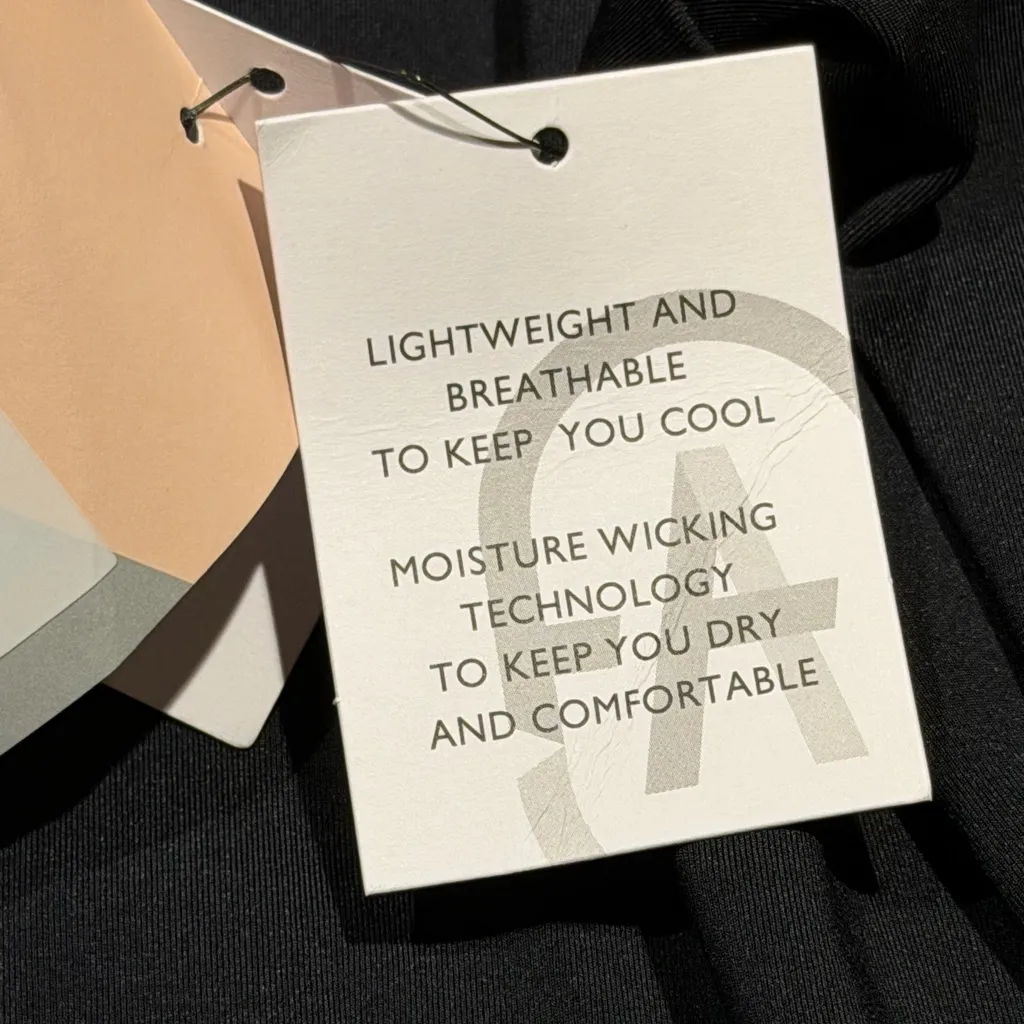 LIGHTWEIGHT AND
BREATHABLE
TO KEEP YOU COOL
MOISTURE WICKING
TECHNOLOGY
TO KEEP YOU DRY
AND COMFORTABLE